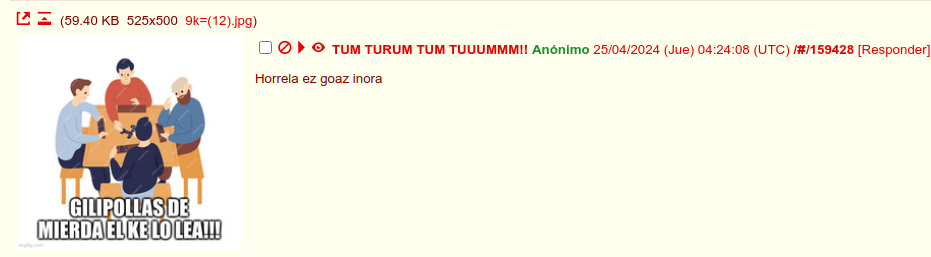 (59.40 KB 525x500 9k=(12).jpg)
TUM TURUM TUM TUUUMMM!! Anónimo 25/04/2024 (Jue) 04:24:08 (UTC) /#/159428 [Responder]
Horrela ez goaz inora
GILIPOLLAS DE
MIERDA EL KE LO LEA!!!
imgflip.com